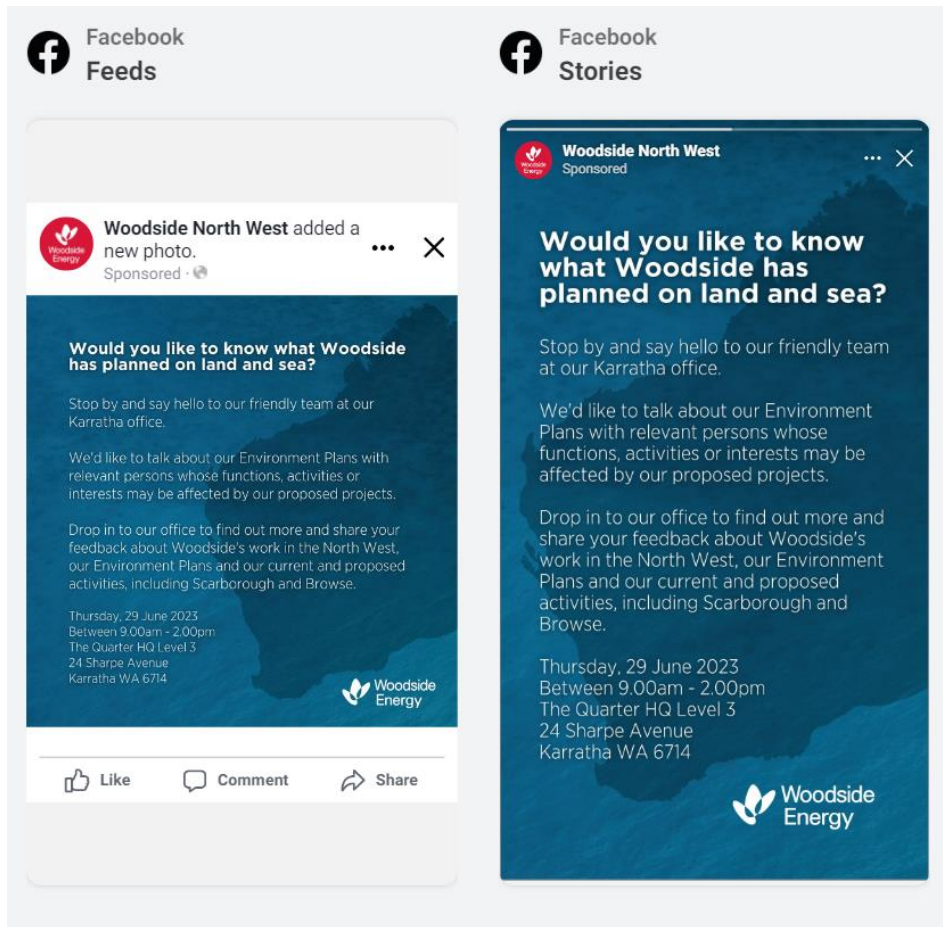 Facebook
Feeds
Woodside
Energy
Woodside North West added a
new photo.
Sponsored ·
Would you like to know what Woodside
has planned on land and sea?
Stop by and say hello to our friendly team at our
Karratha office.
We'd like to talk about our Environment Plans with
relevant persons whose functions, activities or
interests may be affected by our proposed projects.
Drop in to our office to find out more and share your
feedback about Woodside's work in the North West,
our Environment Plans and our current and proposed
activities, including Scarborough and Browse.
Thursday, 29 June 2023
Between 9.00am - 2.00pm
The Quarter HQ Level 3
24 Sharpe Avenue
Karratha WA 6714
Woodside
Energy
Like
Comment
Share
Facebook
Stories
Woodside
Energy
Woodside North West
Sponsored
Would you like to know
what Woodside has
planned on land and sea?
Stop by and say hello to our friendly team
at our Karratha office.
We'd like to talk about our Environment
Plans with relevant persons whose
functions, activities or interests may be
affected by our proposed projects.
Drop in to our office to find out more and
share your feedback about Woodside's
work in the North West, our Environment
Plans and our current and proposed
activities, including Scarborough and
Browse.
Thursday, 29 June 2023
Between 9.00am - 2.00pm
The Quarter HQ Level 3
24 Sharpe Avenue
Karratha WA 6714
Woodside
Energy